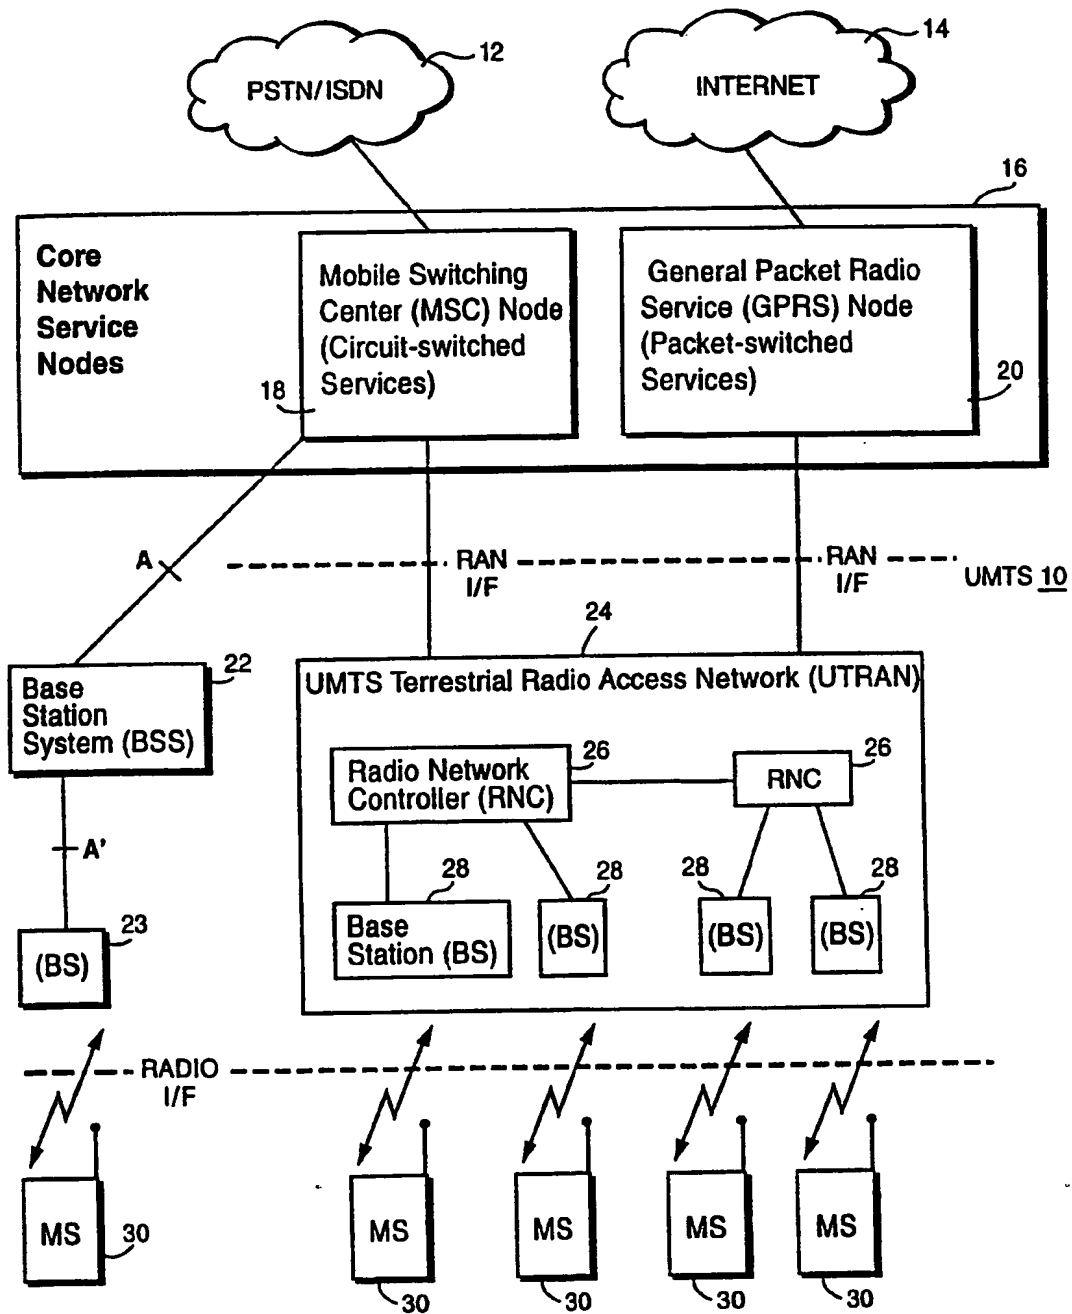 12
14
PSTN/ISDN
INTERNET
16
Core
Network
Service
Nodes
Mobile Switching
Center (MSC) Node
(Circuit-switched
Services)
18
General Packet Radio
Service (GPRS) Node
(Packet-switched
Services)
20
A
RAN
I/F
RAN
I/F
UMTS 10
24
22
Base
Station
System (BSS)
UMTS Terrestrial Radio Access Network (UTRAN)
26
Radio Network
Controller (RNC)
26
RNC
A'
28
28
28
28
23
(BS)
Base
Station (BS)
(BS)
(BS)
(BS)
RADIO
I/F
MS
30
MS
30
MS
30
MS
30
MS
30